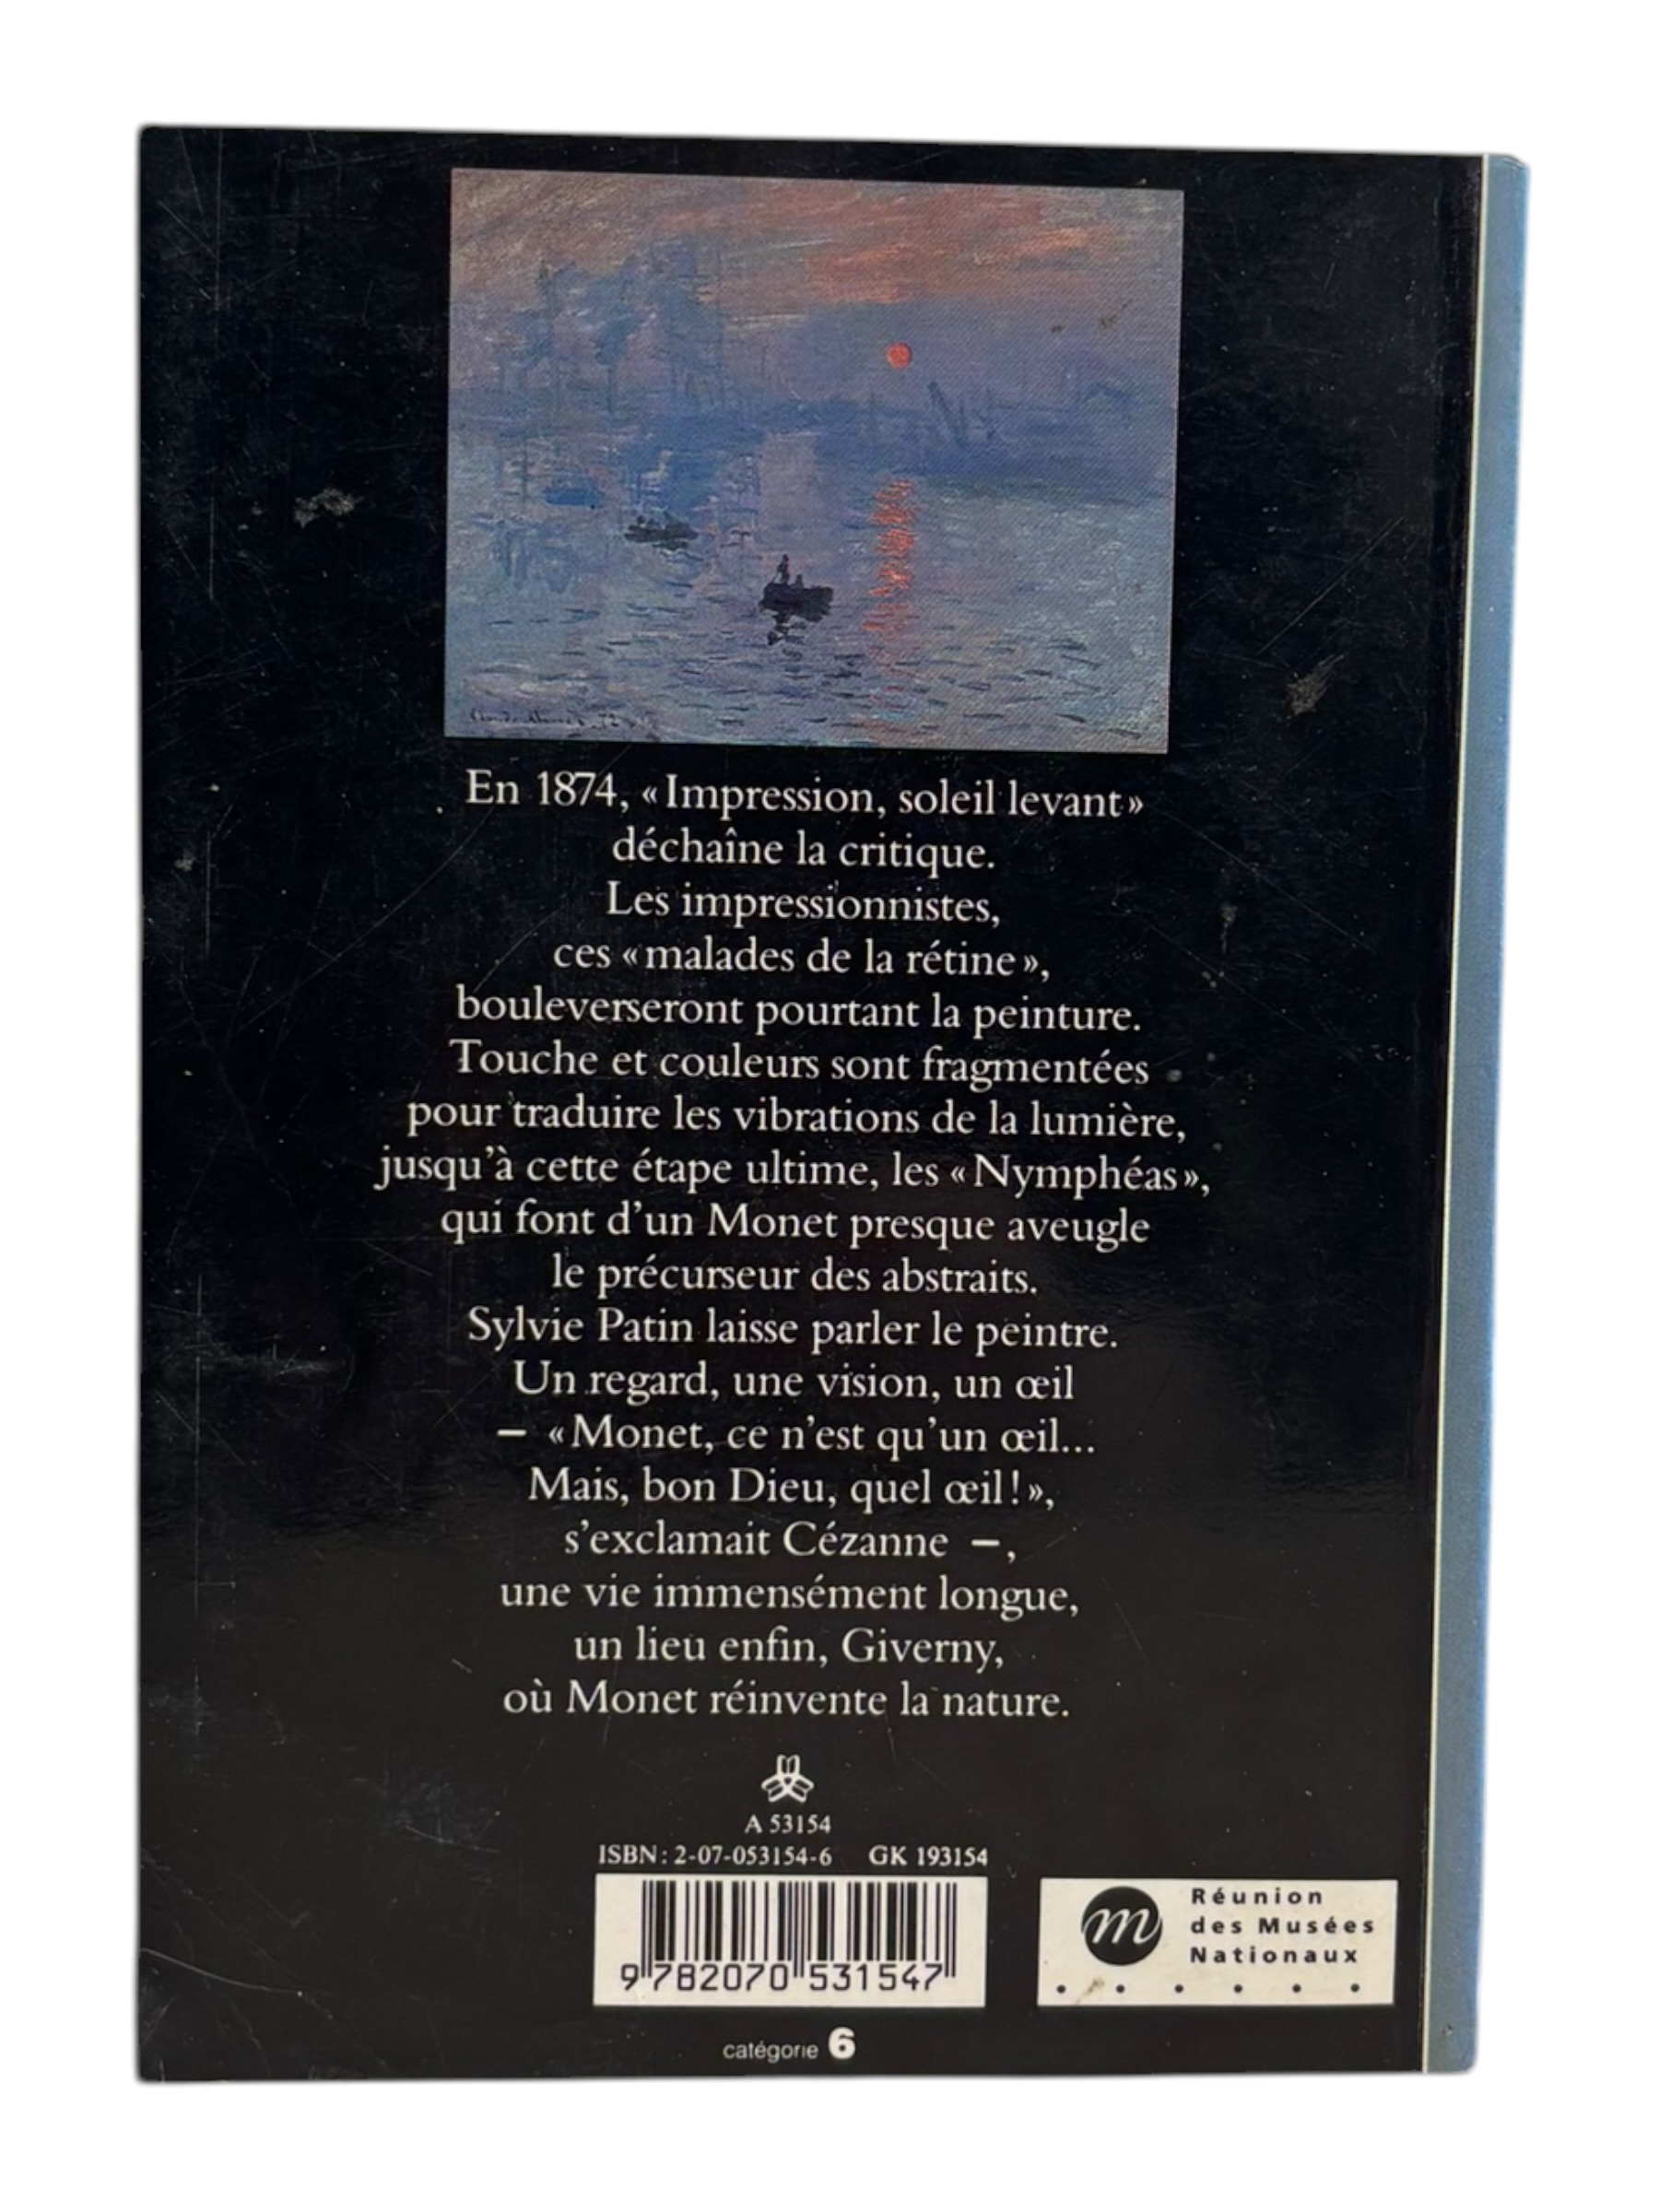 Claude Monet 72
En 1874, « Impression, soleil levant »
déchaîne la critique.
Les impressionnistes,
ces « malades de la rétine »,
bouleverseront pourtant la peinture.
Touche et couleurs sont fragmentées
pour traduire les vibrations de la lumière,
jusqu'à cette étape ultime, les « Nymphéas »,
qui font d'un Monet presque aveugle
le précurseur des abstraits.
Sylvie Patin laisse parler le peintre.
Un regard, une vision, un œil
– « Monet, ce n'est qu'un œil...
Mais, bon Dieu, quel œil ! »,
s'exclamait Cézanne –,
une vie immensément longue,
un lieu enfin, Giverny,
où Monet réinvente la nature.
A 53154
ISBN : 2-07-053154-6 GK 193154
9 782070 531547
m
Réunion
des Musées
Nationaux
catégorie 6